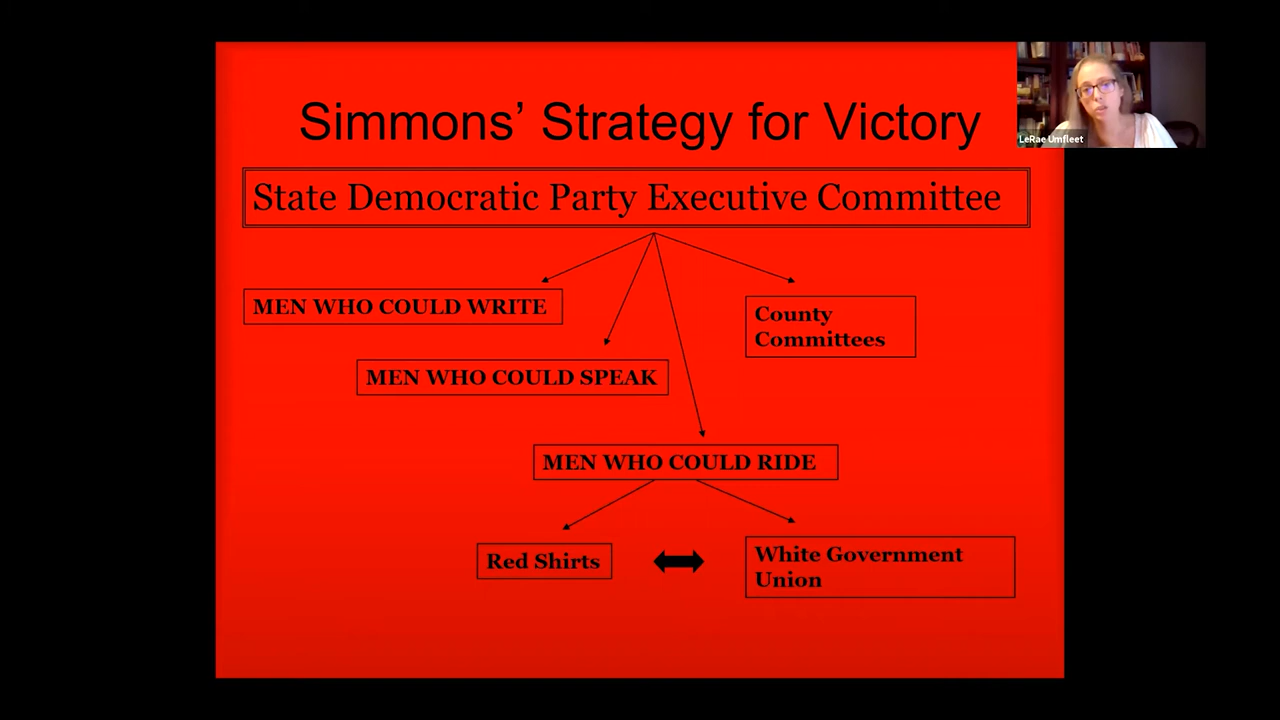 Simmons’ Strategy for Victory
LeRae Umfleet
State Democratic Party Executive Committee
MEN WHO COULD WRITE
County
Committees
MEN WHO COULD SPEAK
MEN WHO COULD RIDE
Red Shirts
White Government
Union